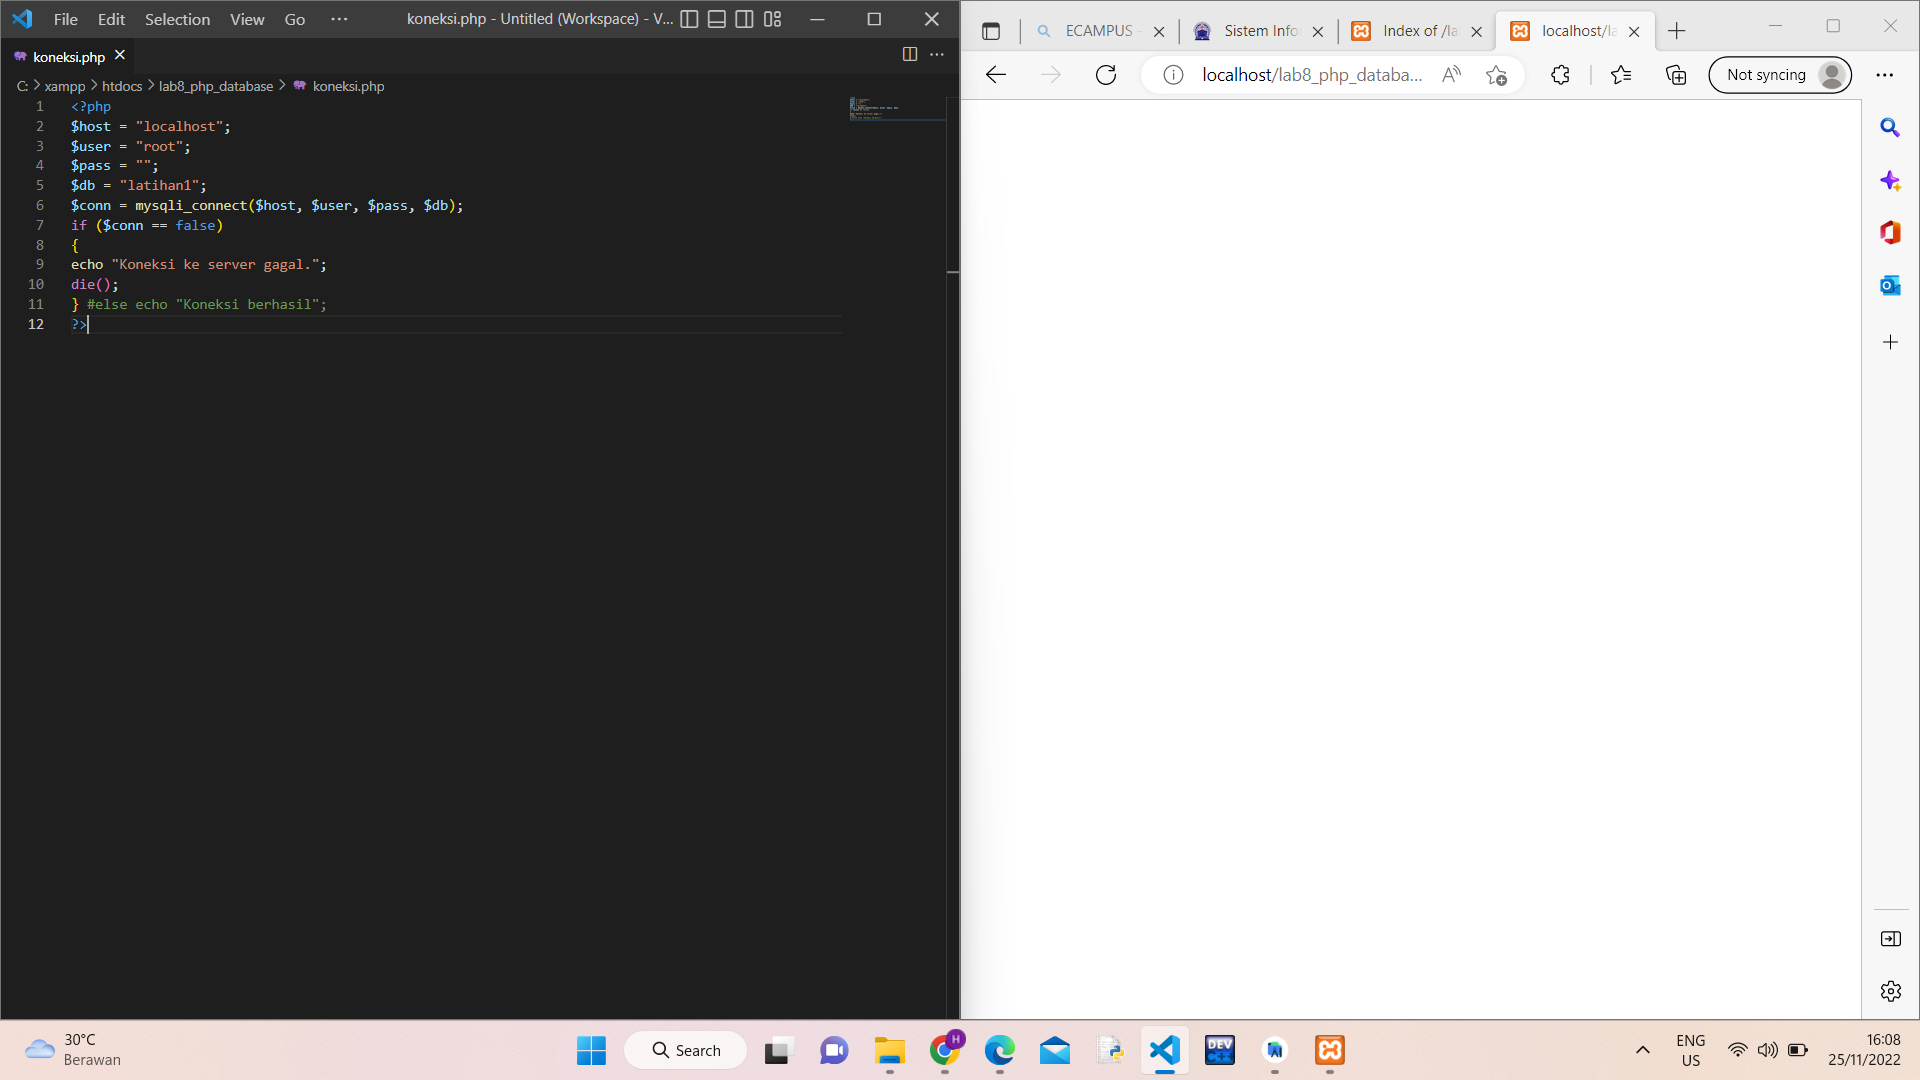 File Edit Selection View Go ··· koneksi.php - Untitled (Workspace) - V...
koneksi.php
C: > xampp > htdocs > lab8_php_database > koneksi.php
1 <?php
2 $host = "localhost";
3 $user = "root";
4 $pass = "";
5 $db = "latihan1";
6 $conn = mysqli_connect($host, $user, $pass, $db);
7 if ($conn == false)
8 {
9 echo "Koneksi ke server gagal.";
10 die();
11 } #else echo "Koneksi berhasil";
12 ?>
ECAMPUS - Sistem Info Index of /la localhost/la
localhost/lab8_php_databa... Not syncing
30°C
Berawan
Search
H
DEV
C++
ENG
US
16:08
25/11/2022